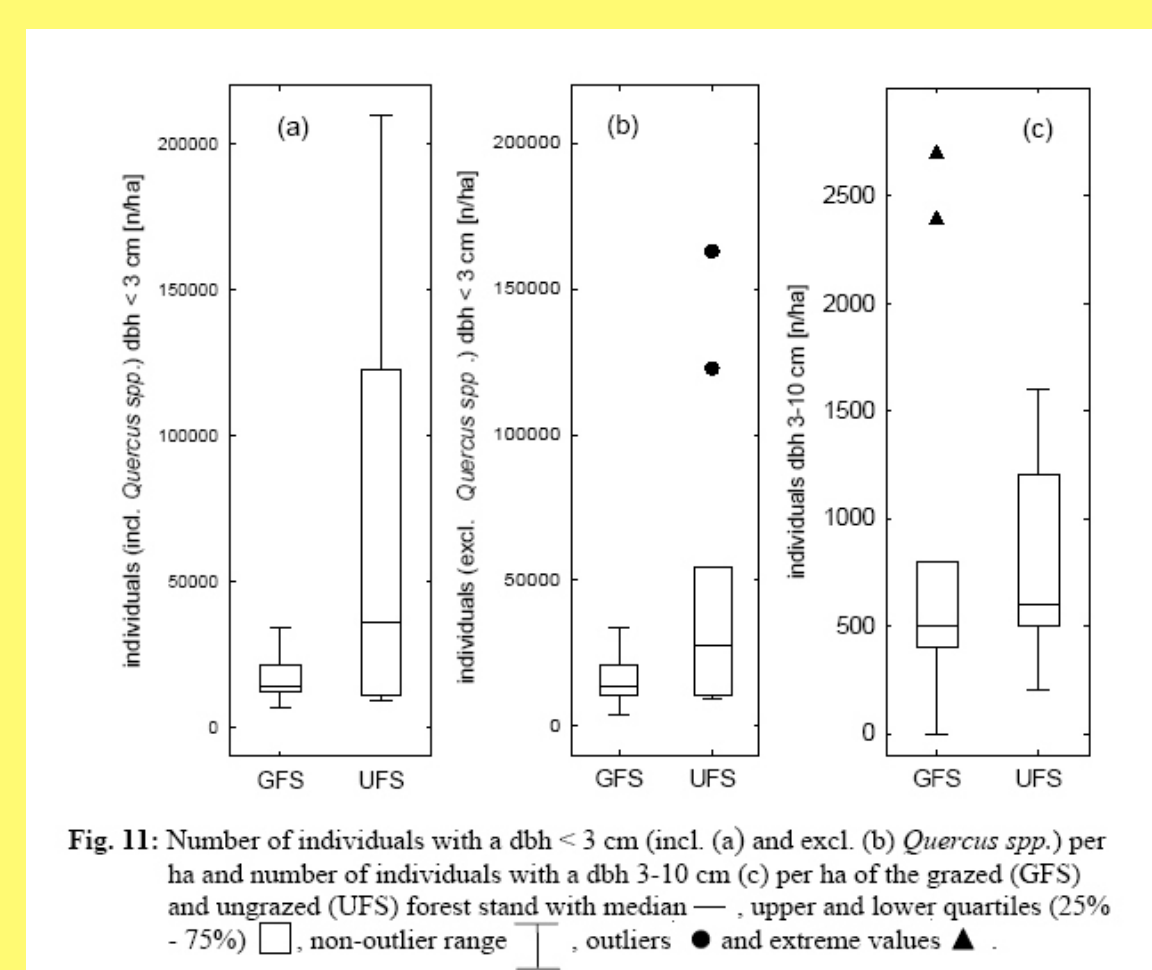 (a)
individuals (incl. Quercus spp.) dbh < 3 cm [n/ha]
200000
150000
100000
50000
0
GFS UFS
(b)
individuals (excl. Quercus spp .) dbh < 3 cm [n/ha]
200000
150000
100000
50000
0
GFS UFS
(c)
individuals dbh 3-10 cm [n/ha]
2500
2000
1500
1000
500
0
GFS UFS
Fig. 11: Number of individuals with a dbh < 3 cm (incl. (a) and excl. (b) Quercus spp.) per
ha and number of individuals with a dbh 3-10 cm (c) per ha of the grazed (GFS)
and ungrazed (UFS) forest stand with median — , upper and lower quartiles (25%
- 75%) □ , non-outlier range , outliers ● and extreme values ▲ .